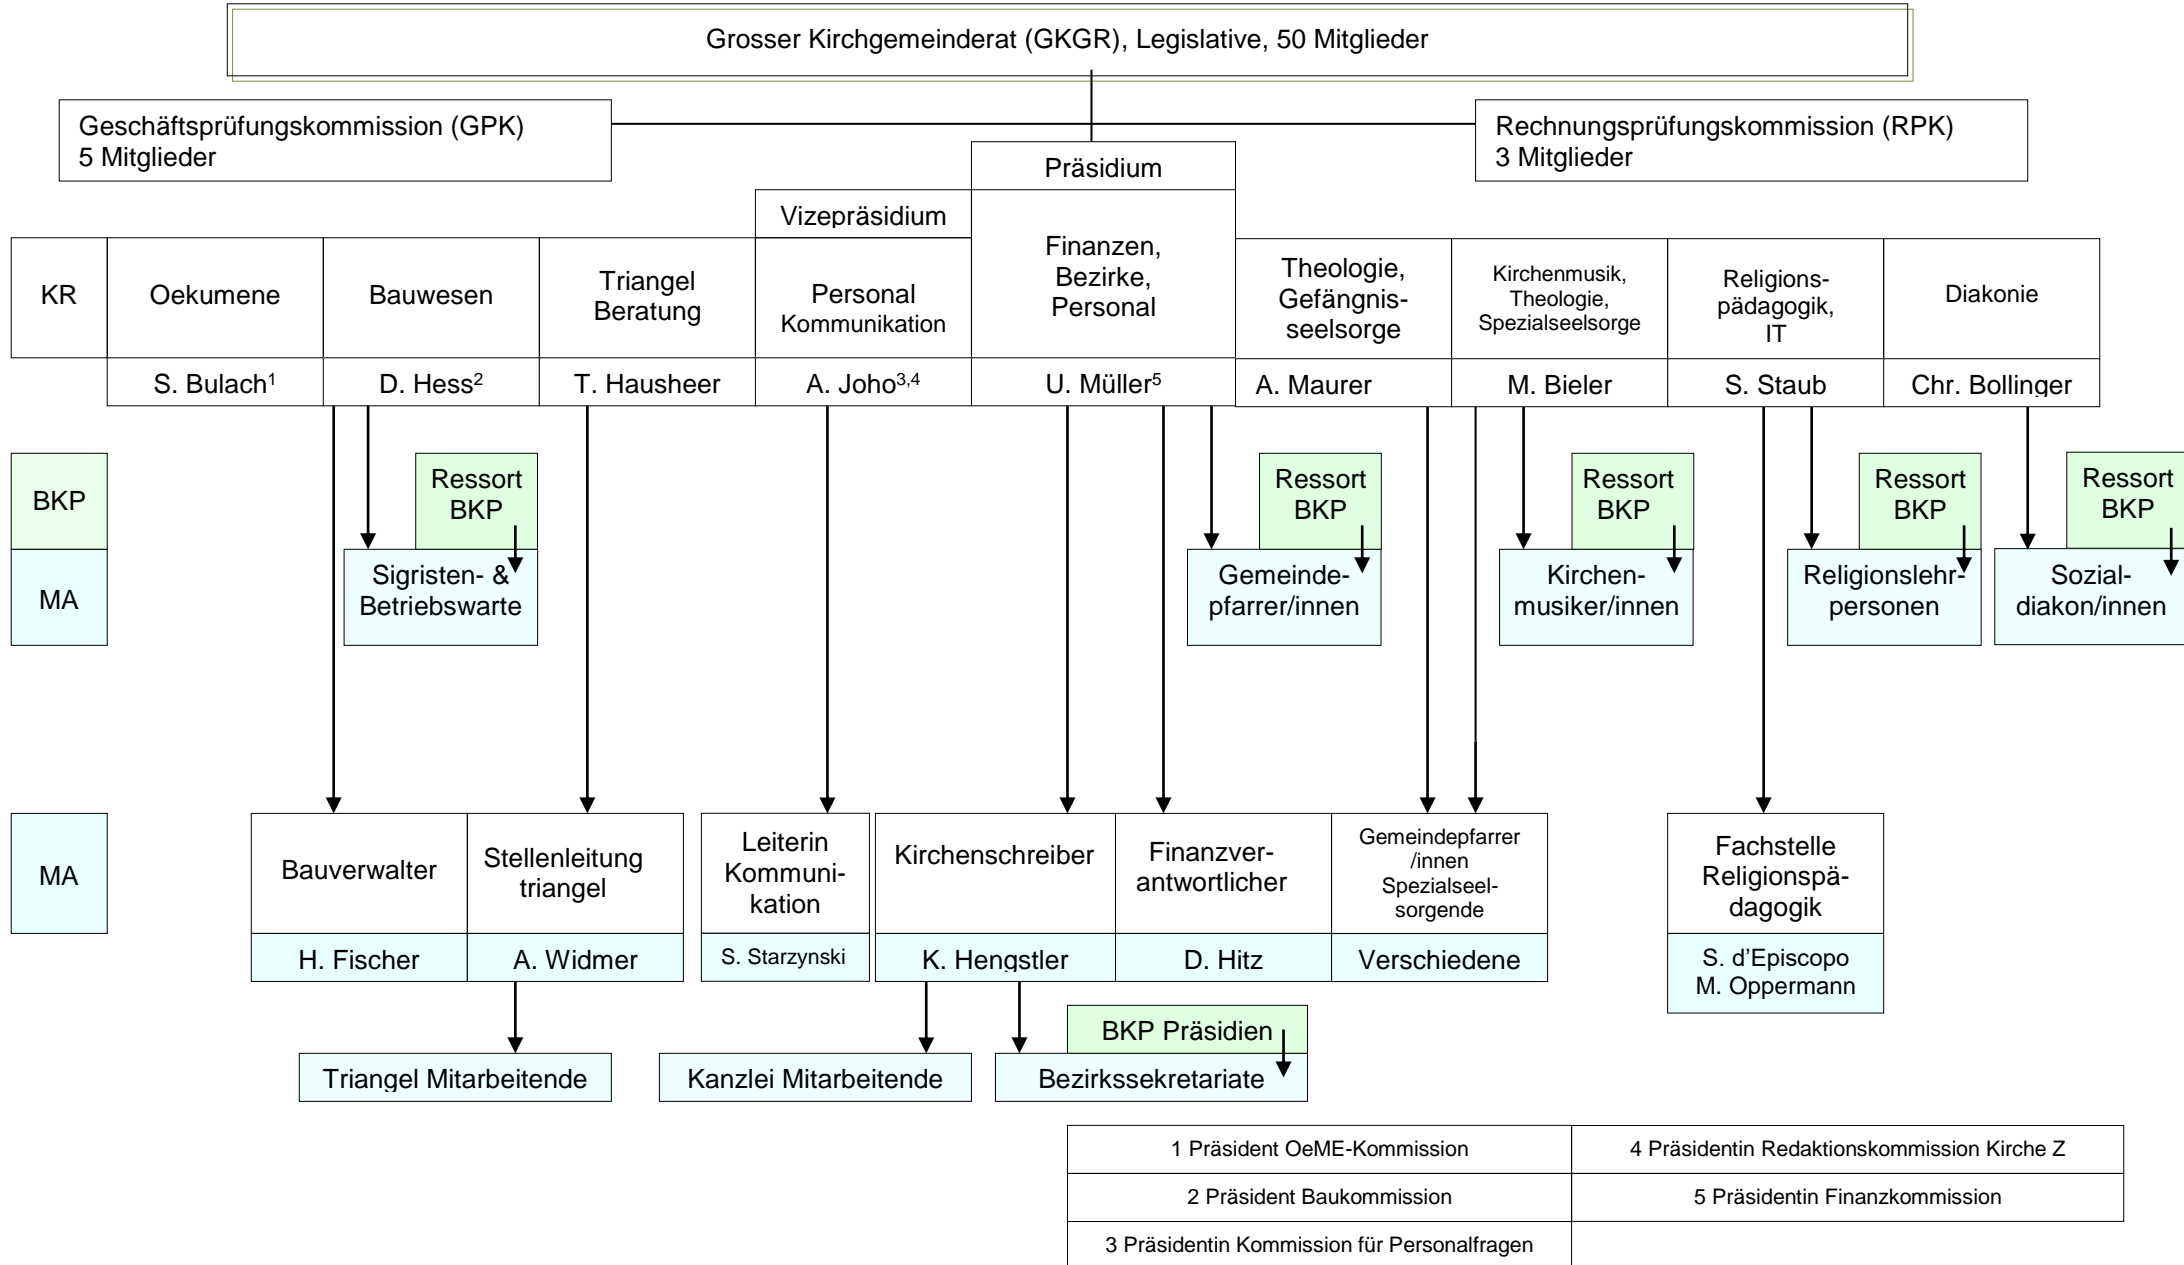 Grosser Kirchgemeinderat (GKGR), Legislative, 50 Mitglieder
Geschäftsprüfungskommission (GPK)
5 Mitglieder
Rechnungsprüfungskommission (RPK)
3 Mitglieder
Präsidium
Vizepräsidium
KR
Oekumene
Bauwesen
Triangel
Beratung
Personal
Kommunikation
Finanzen,
Bezirke,
Personal
Theologie,
Gefängnis-
seelsorge
Kirchenmusik,
Theologie,
Spezialseelsorge
Religions-
pädagogik,
IT
Diakonie
S. Bulach¹
D. Hess²
T. Hausheer
A. Joho³,⁴
U. Müller⁵
A. Maurer
M. Bieler
S. Staub
Chr. Bollinger
BKP
Ressort
BKP
Ressort
BKP
Ressort
BKP
Ressort
BKP
Ressort
BKP
MA
Sigristen- &
Betriebswarte
Gemeinde-
pfarrer/innen
Kirchen-
musiker/innen
Religionslehr-
personen
Sozial-
diakon/innen
MA
Bauverwalter
Stellenleitung
triangel
Leiterin
Kommuni-
kation
Kirchenschreiber
Finanzver-
antwortlicher
Gemeindepfarrer
/innen
Spezialseel-
sorgende
Fachstelle
Religionspä-
dagogik
H. Fischer
A. Widmer
S. Starzynski
K. Hengstler
D. Hitz
Verschiedene
S. d'Episcopo
M. Oppermann
BKP Präsidien
Triangel Mitarbeitende
Kanzlei Mitarbeitende
Bezirkssekretariate
1 Präsident OeME-Kommission
4 Präsidentin Redaktionskommission Kirche Z
2 Präsident Baukommission
5 Präsidentin Finanzkommission
3 Präsidentin Kommission für Personalfragen